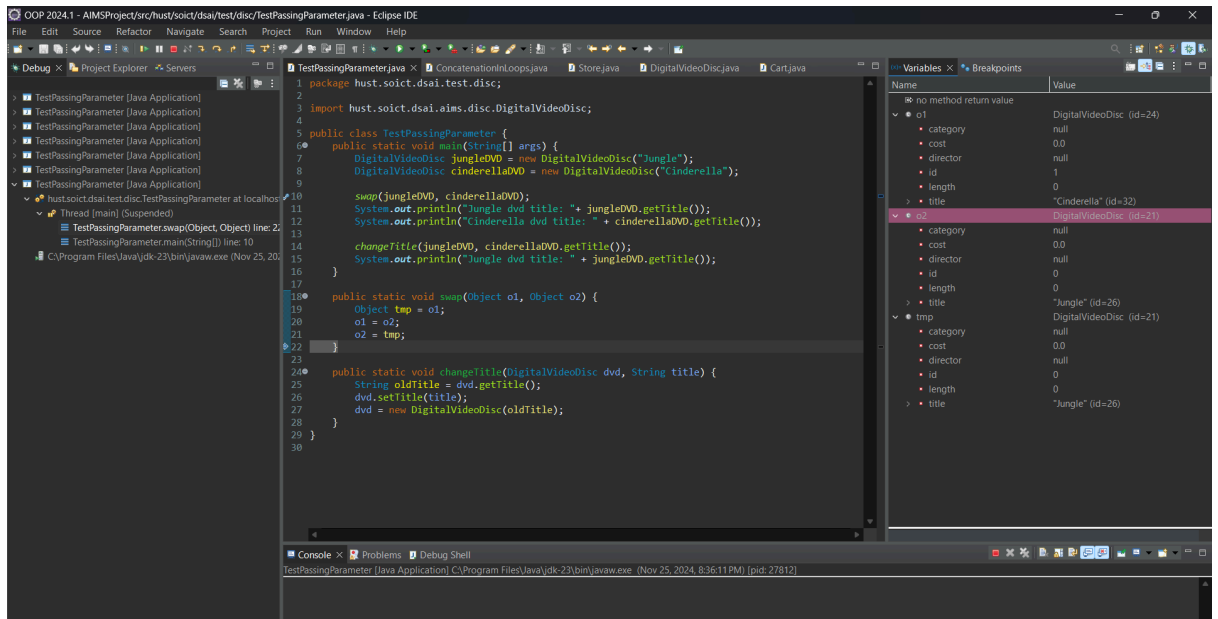 OOP 2024.1 - AIMSProject/src/hust/soict/dsai/test/disc/TestPassingParameter.java - Eclipse IDE
File Edit Source Refactor Navigate Search Project Run Window Help
Debug Project Explorer Servers
TestPassingParameter [Java Application]
TestPassingParameter [Java Application]
TestPassingParameter [Java Application]
TestPassingParameter [Java Application]
TestPassingParameter [Java Application]
TestPassingParameter [Java Application]
TestPassingParameter [Java Application]
hust.soict.dsai.test.disc.TestPassingParameter at localhos
Thread [main] (Suspended)
TestPassingParameter.swap(Object, Object) line: 22
TestPassingParameter.main(String[]) line: 10
C:\Program Files\Java\jdk-23\bin\javaw.exe (Nov 25, 202
TestPassingParameter.java ConcatenationInLoops.java Store.java DigitalVideoDisc.java Cart.java
1 package hust.soict.dsai.test.disc;
2
3 import hust.soict.dsai.aims.disc.DigitalVideoDisc;
4
5 public class TestPassingParameter {
6 public static void main(String[] args) {
7 DigitalVideoDisc jungleDVD = new DigitalVideoDisc("Jungle");
8 DigitalVideoDisc cinderellaDVD = new DigitalVideoDisc("Cinderella");
9
10 swap(jungleDVD, cinderellaDVD);
11 System.out.println("Jungle dvd title: "+ jungleDVD.getTitle());
12 System.out.println("Cinderella dvd title: " + cinderellaDVD.getTitle());
13
14 changeTitle(jungleDVD, cinderellaDVD.getTitle());
15 System.out.println("Jungle dvd title: " + jungleDVD.getTitle());
16 }
17
18 public static void swap(Object o1, Object o2) {
19 Object tmp = o1;
20 o1 = o2;
21 o2 = tmp;
22 }
23
24 public static void changeTitle(DigitalVideoDisc dvd, String title) {
25 String oldTitle = dvd.getTitle();
26 dvd.setTitle(title);
27 dvd = new DigitalVideoDisc(oldTitle);
28 }
29 }
30
Variables Breakpoints
Name Value
no method return value
o1 DigitalVideoDisc (id=24)
category null
cost 0.0
director null
id 1
length 0
title "Cinderella" (id=32)
o2 DigitalVideoDisc (id=21)
category null
cost 0.0
director null
id 0
length 0
title "Jungle" (id=26)
tmp DigitalVideoDisc (id=21)
category null
cost 0.0
director null
id 0
length 0
title "Jungle" (id=26)
Console Problems Debug Shell
TestPassingParameter [Java Application] C:\Program Files\Java\jdk-23\bin\javaw.exe (Nov 25, 2024, 8:36:11 PM) [pid: 27812]